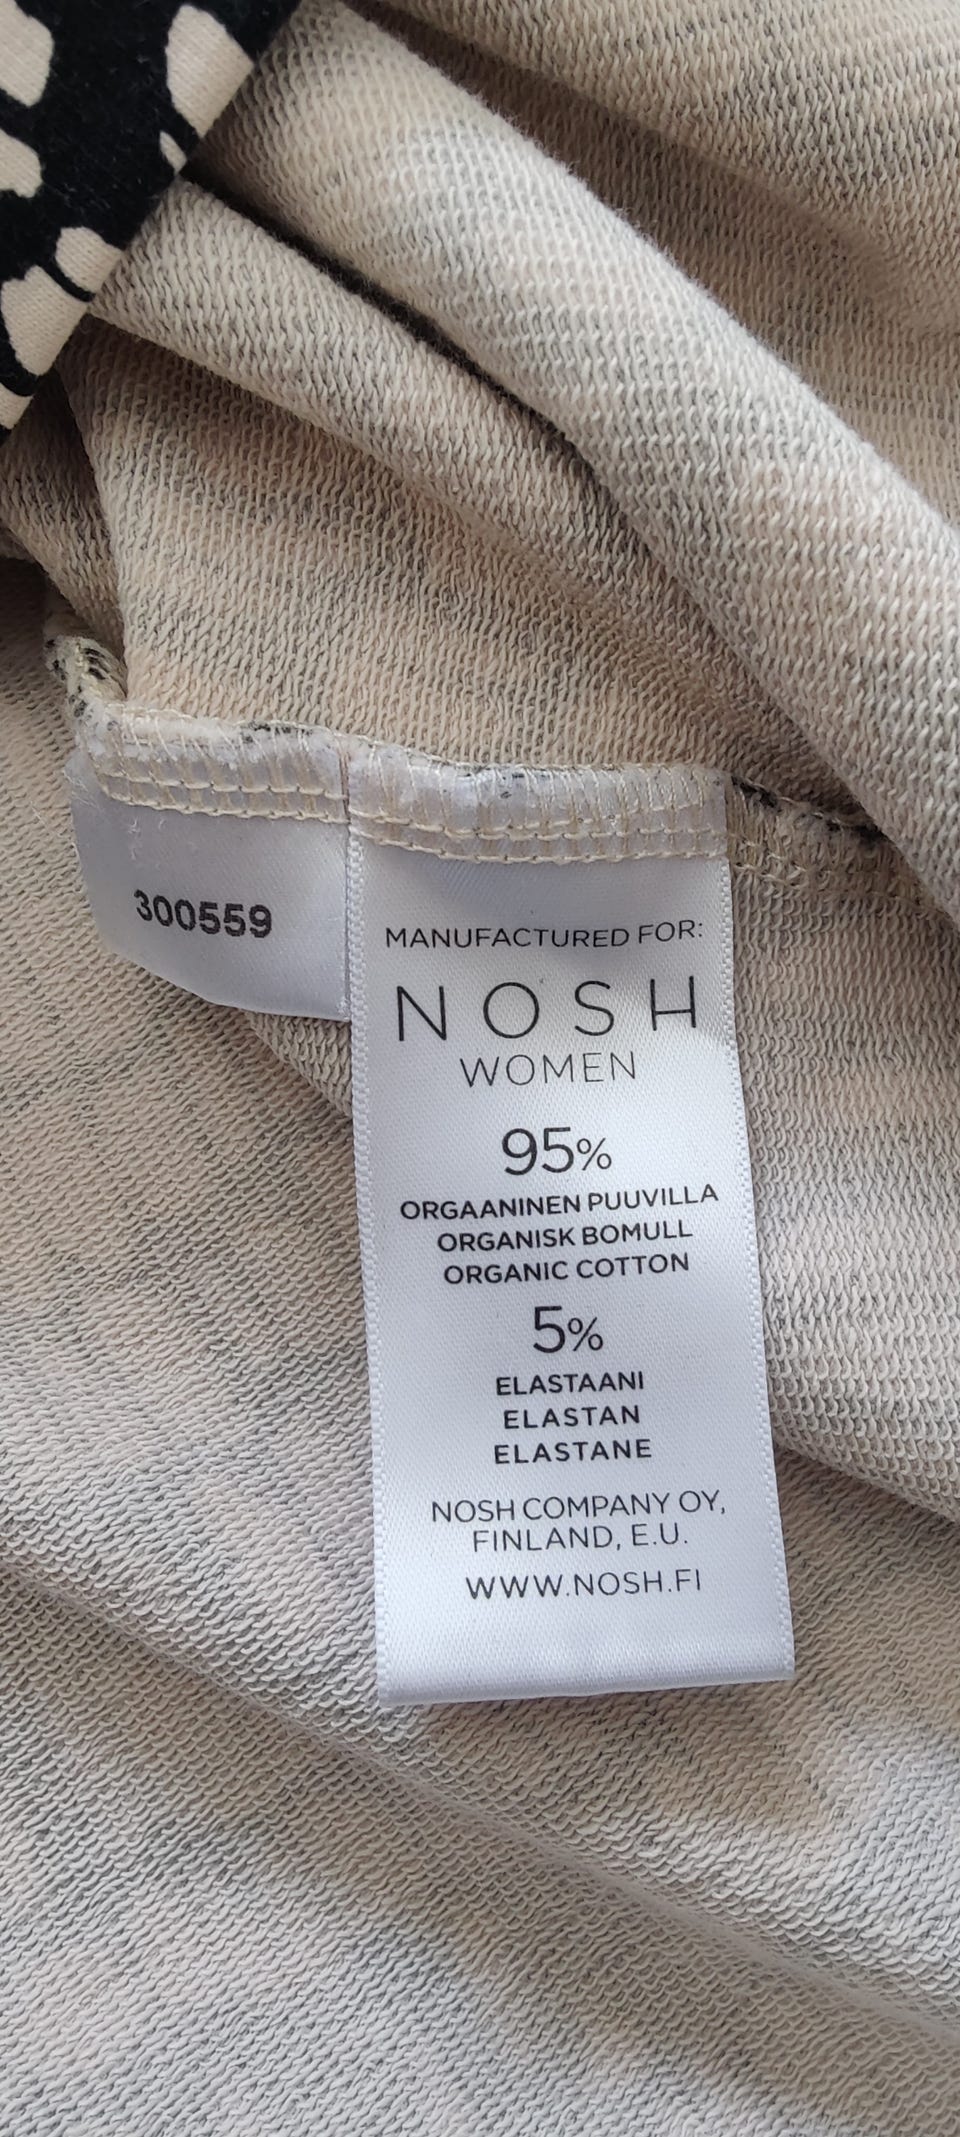 300559
MANUFACTURED FOR:
NOSH
WOMEN
95%
ORGAANINEN PUUVILLA
ORGANISK BOMULL
ORGANIC COTTON
5%
ELASTAANI
ELASTAN
ELASTANE
NOSH COMPANY OY,
FINLAND, E.U.
WWW.NOSH.FI